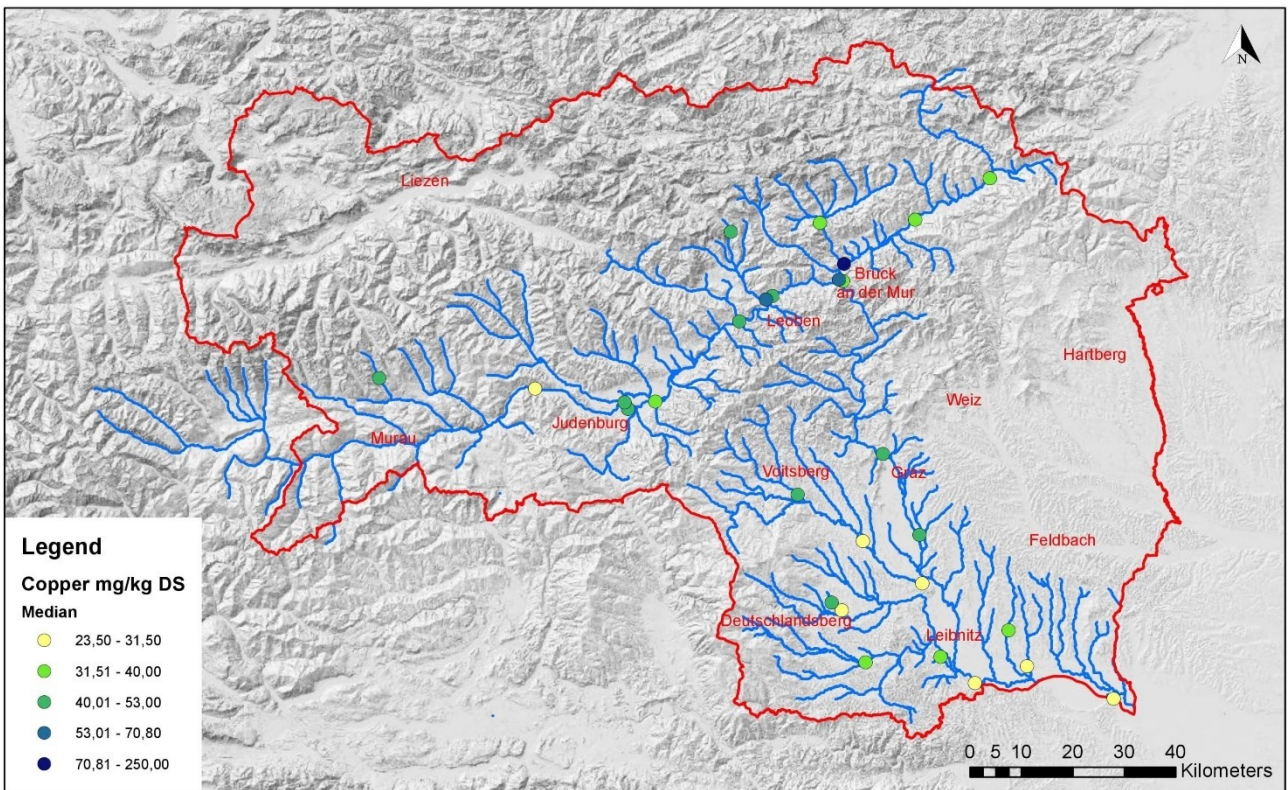 N
Liezen
Bruck
an der Mur
Leoben
Hartberg
Weiz
Judenburg
Murau
Voitsberg
Graz
Feldbach
Deutschlandsberg
Leibnitz
Legend
Copper mg/kg DS
Median
23,50 - 31,50
31,51 - 40,00
40,01 - 53,00
53,01 - 70,80
70,81 - 250,00
0 5 10 20 30 40
Kilometers